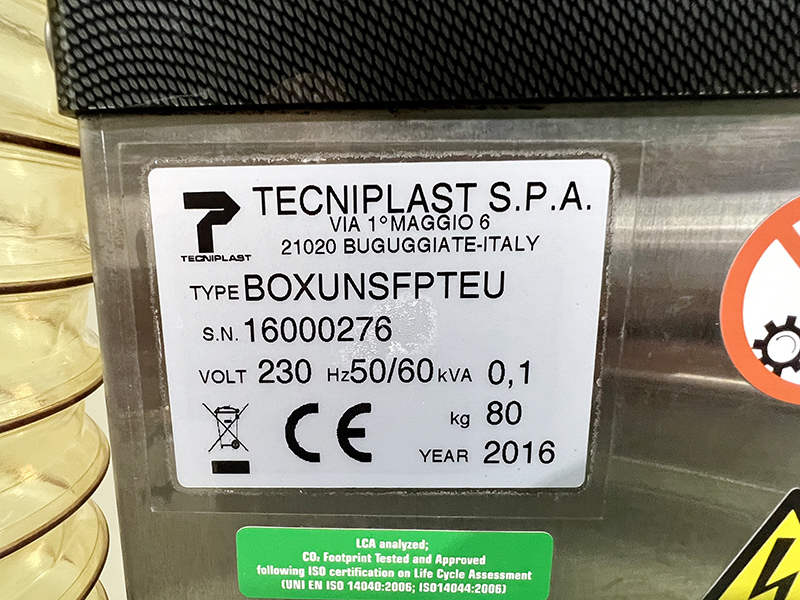 TECNIPLAST S.P.A.
VIA 1° MAGGIO 6
21020 BUGUGGIATE-ITALY
TECNIPLAST
TYPE BOXUNSFPTEU
S.N. 16000276
VOLT 230 Hz 50/60 kVA 0,1
kg 80
CE
YEAR 2016
LCA analyzed;
CO₂ Footprint Tested and Approved
following ISO certification on Life Cycle Assessment
(UNI EN ISO 14040:2006; ISO14044:2006)